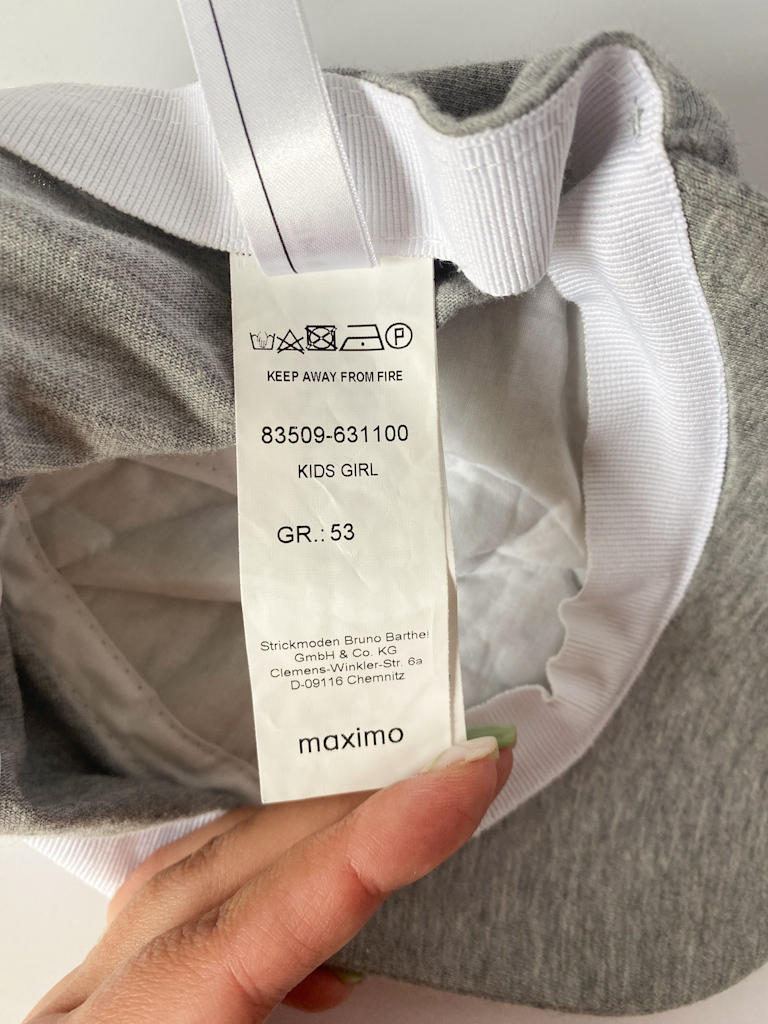 KEEP AWAY FROM FIRE
83509-631100
KIDS GIRL
GR.: 53
Strickmoden Bruno Barthel
GmbH & Co. KG
Clemens-Winkler-Str. 6a
D-09116 Chemnitz
maximo